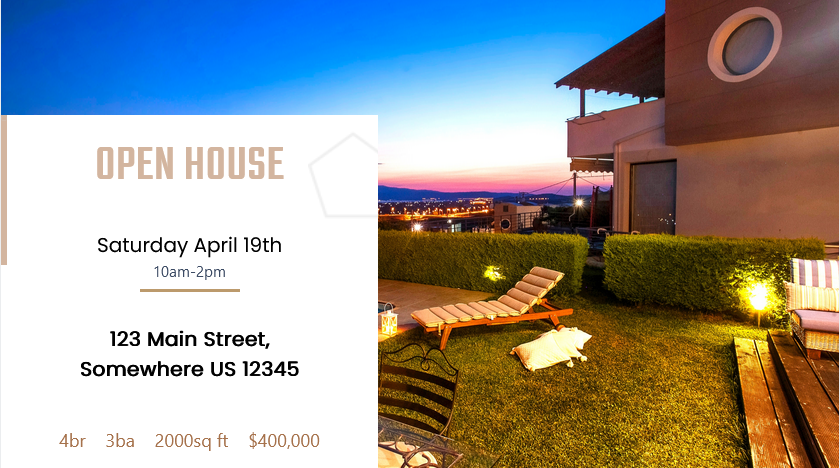 OPEN HOUSE
Saturday April 19th
10am-2pm
123 Main Street,
Somewhere US 12345
4br 3ba 2000sq ft $400,000